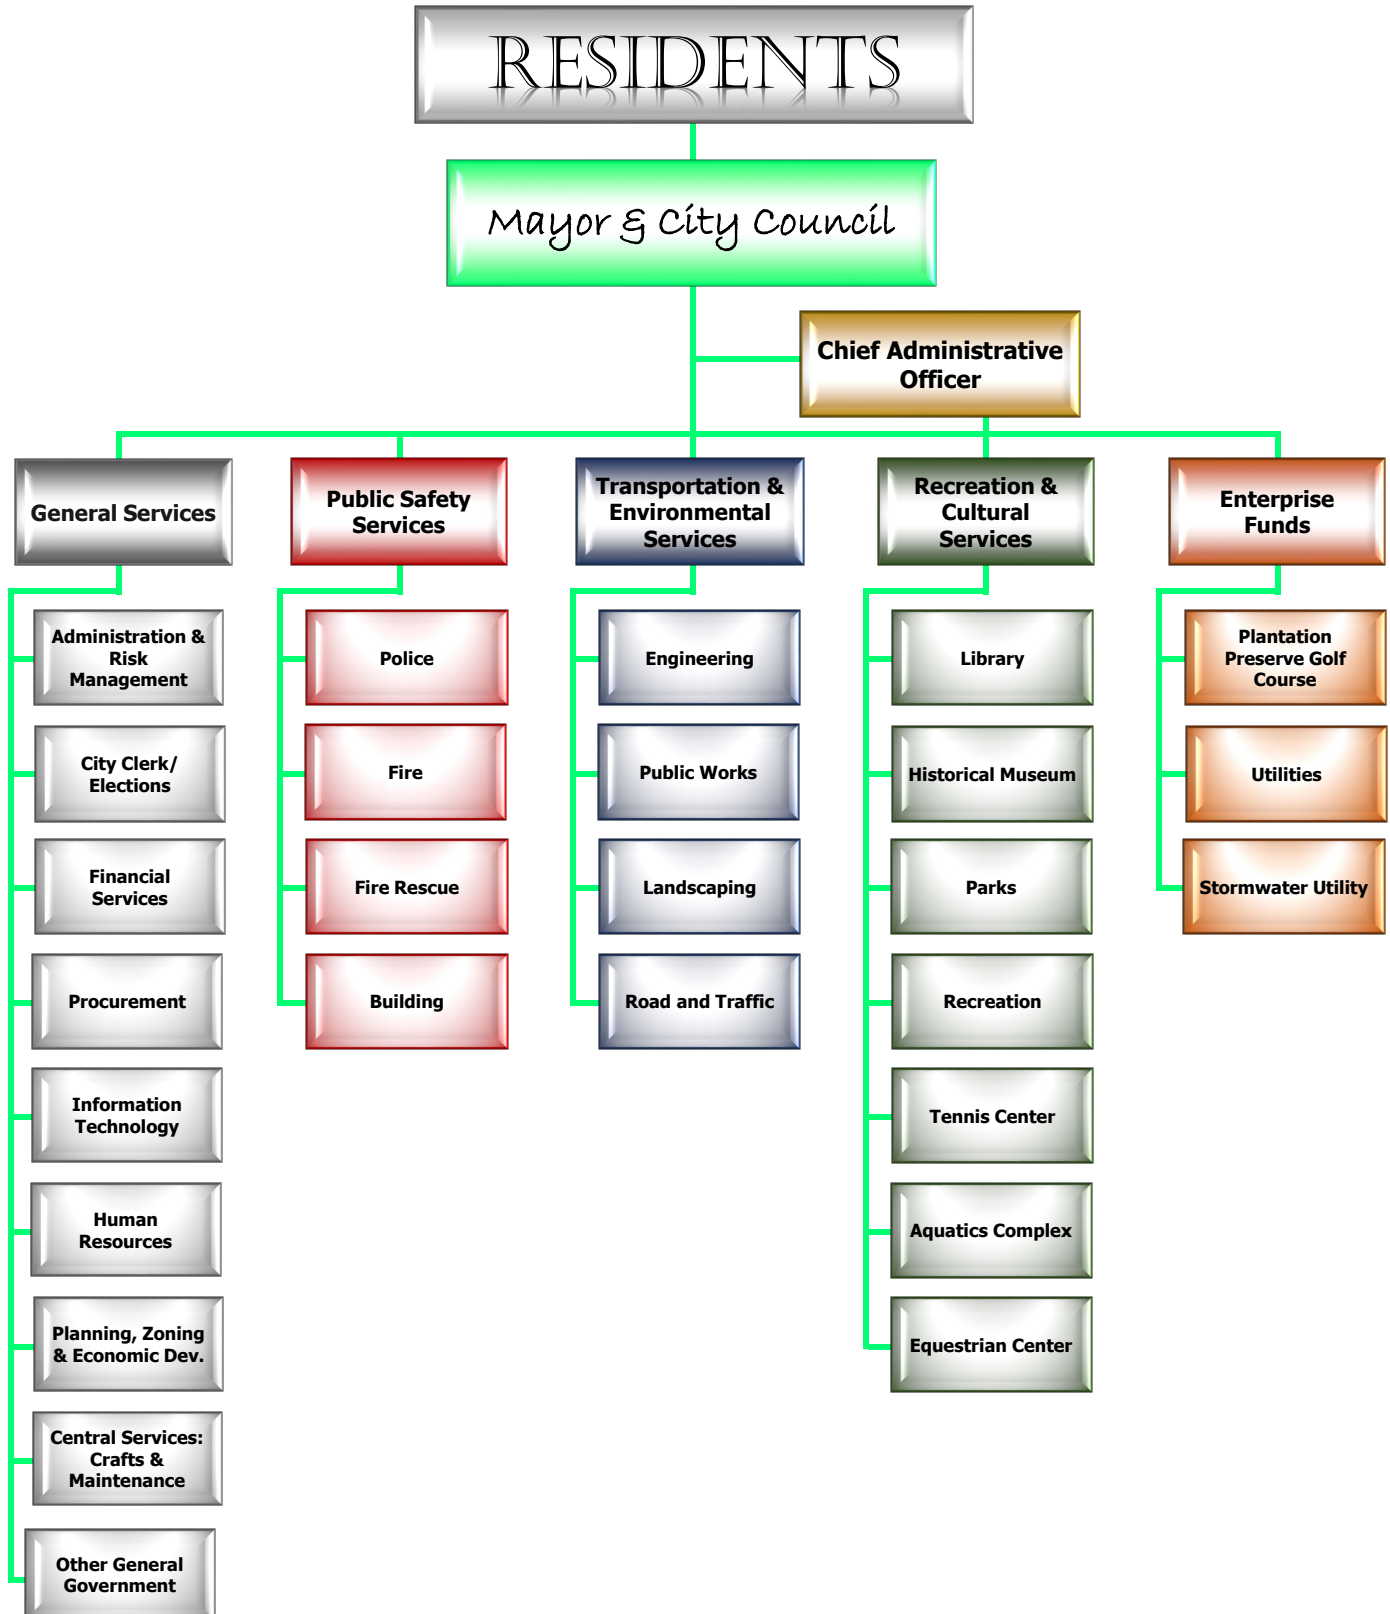 RESIDENTS
Mayor & City Council
Chief Administrative
Officer
General Services
Public Safety
Services
Transportation &
Environmental
Services
Recreation &
Cultural
Services
Enterprise
Funds
Administration &
Risk
Management
City Clerk/
Elections
Financial
Services
Procurement
Information
Technology
Human
Resources
Planning, Zoning
& Economic Dev.
Central Services:
Crafts &
Maintenance
Other General
Government
Police
Fire
Fire Rescue
Building
Engineering
Public Works
Landscaping
Road and Traffic
Library
Historical Museum
Parks
Recreation
Tennis Center
Aquatics Complex
Equestrian Center
Plantation
Preserve Golf
Course
Utilities
Stormwater Utility